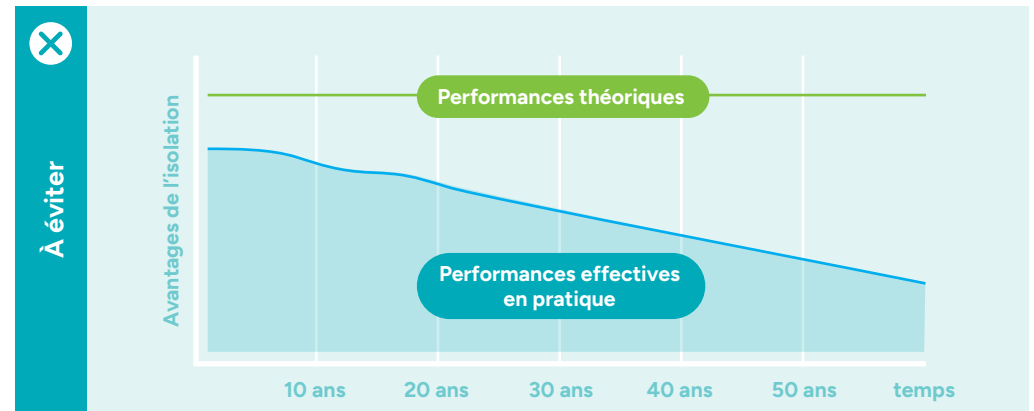 À éviter
Avantages de l'isolation
Performances théoriques
Performances effectives
en pratique
10 ans
20 ans
30 ans
40 ans
50 ans
temps